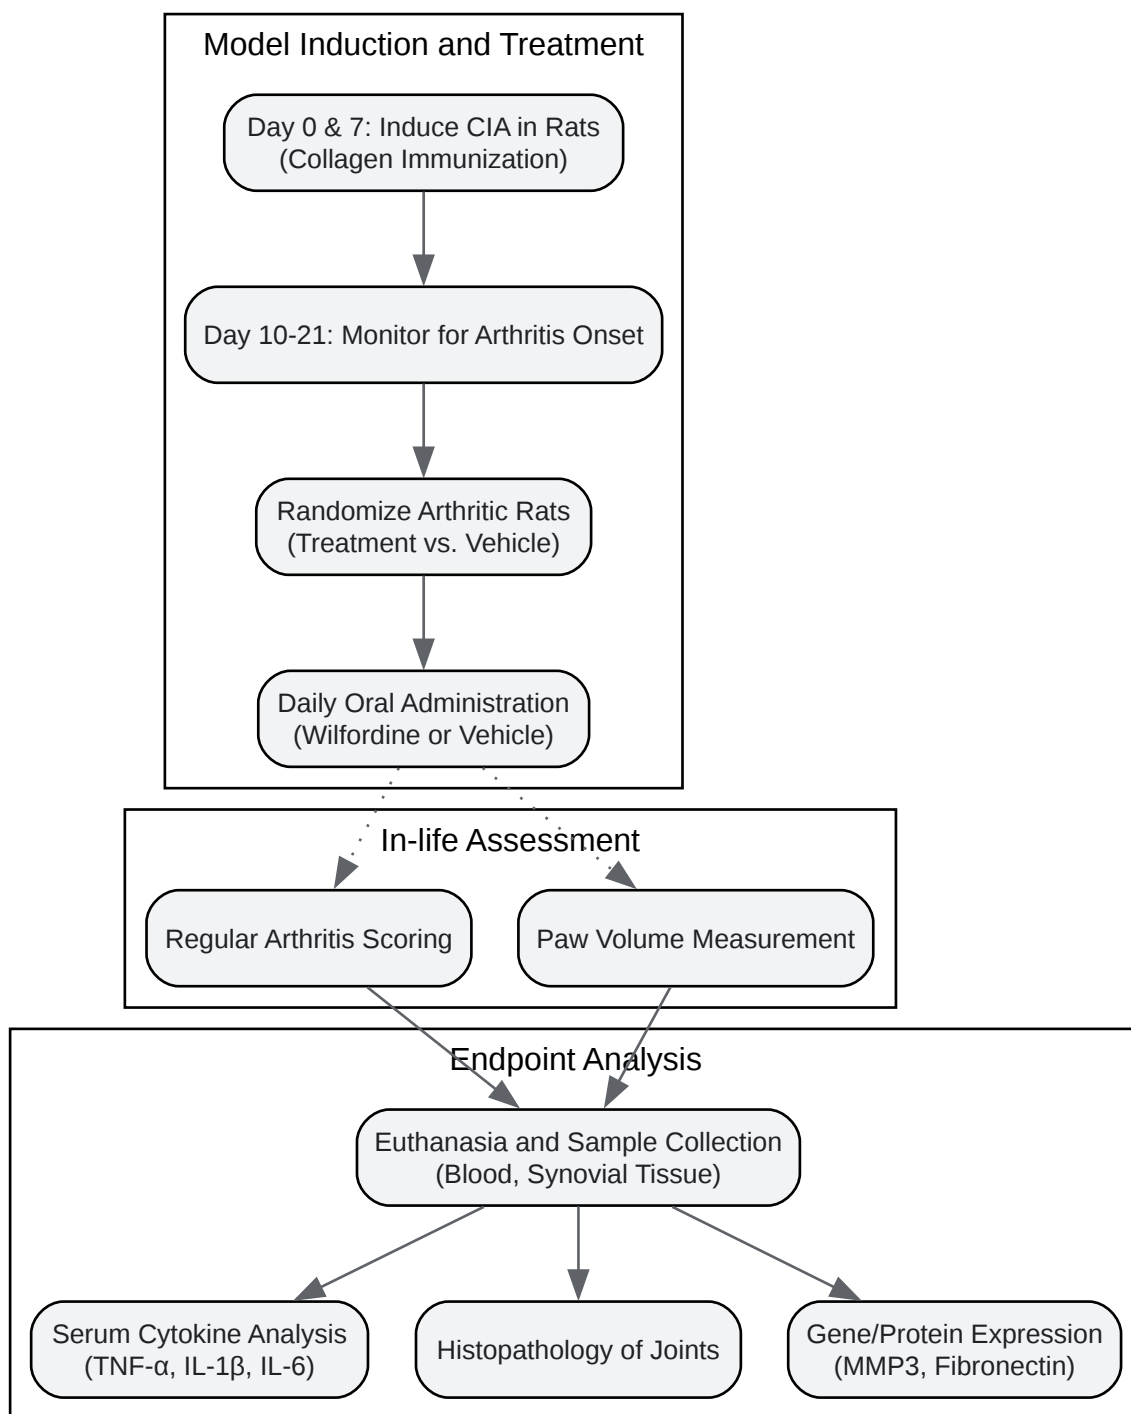 Model Induction and Treatment
Day 0 & 7: Induce CIA in Rats
(Collagen Immunization)
Day 10-21: Monitor for Arthritis Onset
Randomize Arthritic Rats
(Treatment vs. Vehicle)
Daily Oral Administration
(Wilfordine or Vehicle)
In-life Assessment
Regular Arthritis Scoring
Paw Volume Measurement
Endpoint Analysis
Euthanasia and Sample Collection
(Blood, Synovial Tissue)
Serum Cytokine Analysis
(TNF-α, IL-1β, IL-6)
Histopathology of Joints
Gene/Protein Expression
(MMP3, Fibronectin)